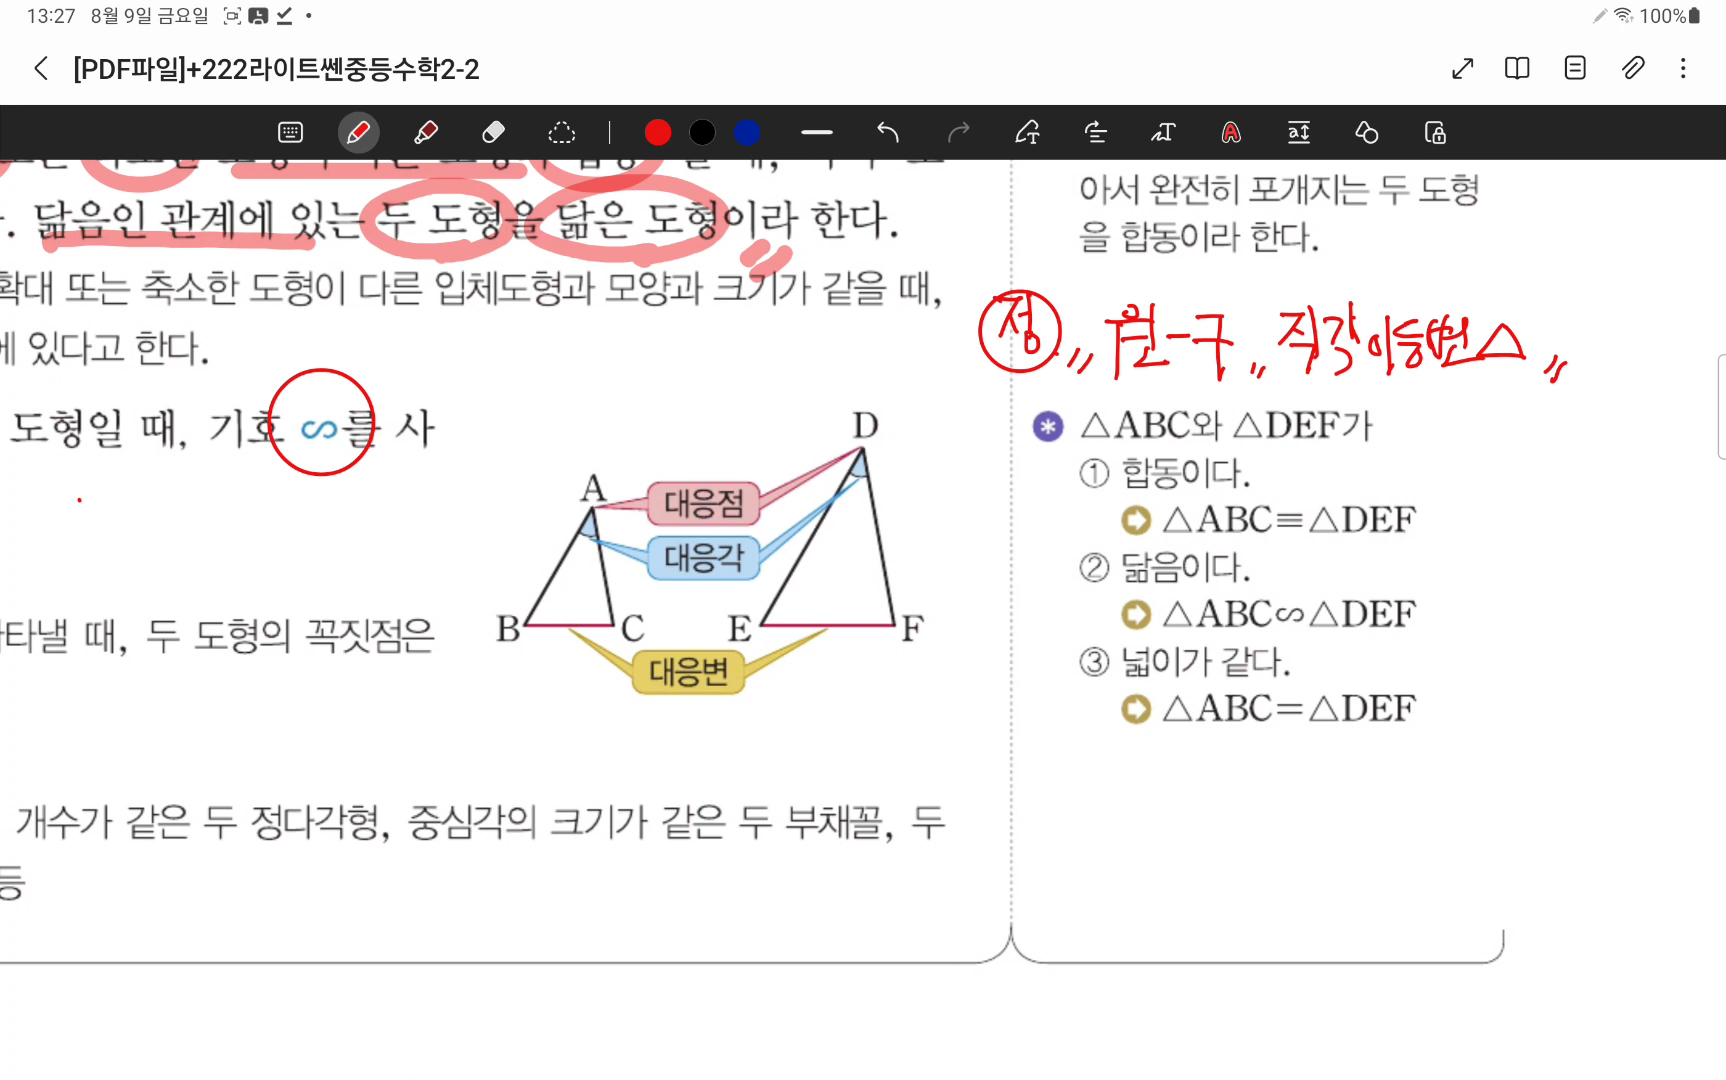 13:27 8월 9일 금요일
100%
[PDF파일]+222라이트쎈중등수학2-2
. 닮음인 관계에 있는 두 도형을 닮은 도형이라 한다.
확대 또는 축소한 도형이 다른 입체도형과 모양과 크기가 같을 때,
에 있다고 한다.
도형일 때, 기호 ∽를 사
A
D
대응점
대응각
B
C
E
F
대응변
타낼 때, 두 도형의 꼭짓점은
개수가 같은 두 정다각형, 중심각의 크기가 같은 두 부채꼴, 두
등
아서 완전히 포개지는 두 도형
을 합동이라 한다.
정 〃 원-구 〃 직각이등변△ 〃
* △ABC와 △DEF가
① 합동이다.
△ABC≡△DEF
② 닮음이다.
△ABC∽△DEF
③ 넓이가 같다.
△ABC=△DEF